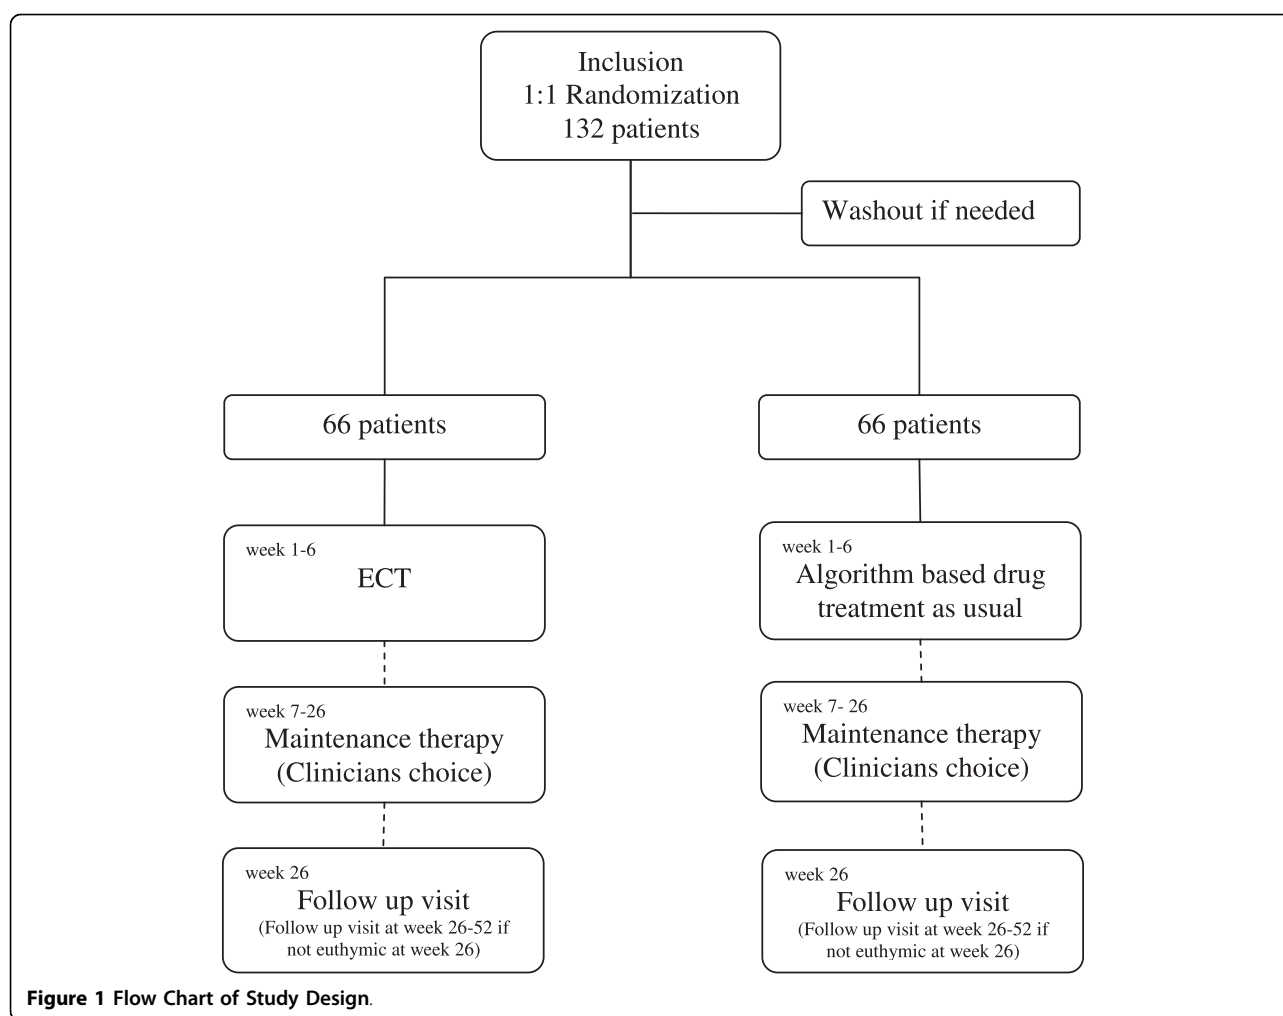 Inclusion
1:1 Randomization
132 patients
Washout if needed
66 patients
66 patients
week 1-6
ECT
week 1-6
Algorithm based drug
treatment as usual
week 7-26
Maintenance therapy
(Clinicians choice)
week 7- 26
Maintenance therapy
(Clinicians choice)
week 26
Follow up visit
(Follow up visit at week 26-52 if
not euthymic at week 26)
week 26
Follow up visit
(Follow up visit at week 26-52 if
not euthymic at week 26)
Figure 1 Flow Chart of Study Design.